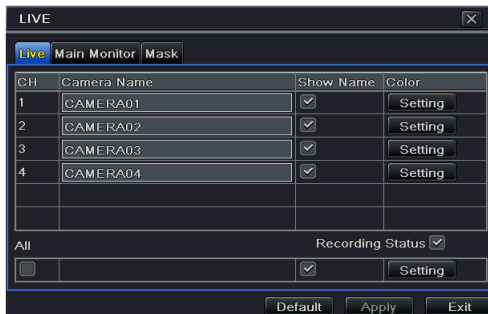 LIVE
Live Main Monitor Mask
CH Camera Name Show Name Color
1 CAMERA01 Setting
2 CAMERA02 Setting
3 CAMERA03 Setting
4 CAMERA04 Setting
All Recording Status
Setting
Default Apply Exit